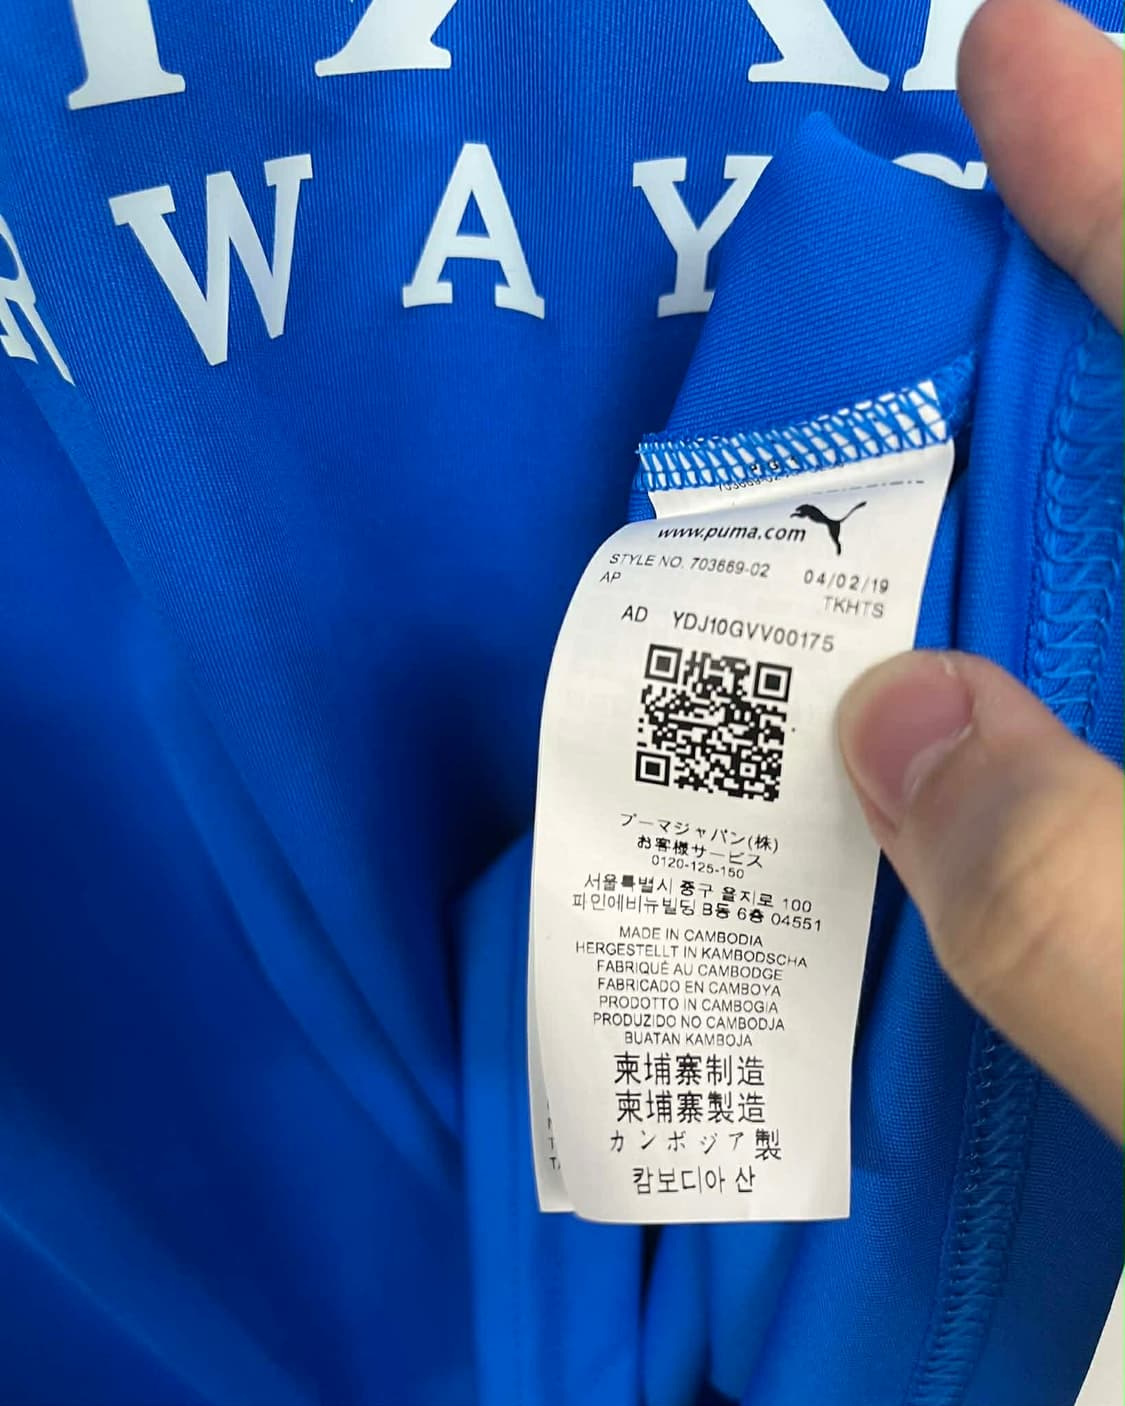 WAYS
www.puma.com
STYLE NO. 703669-02 04/02/19
AP TKHTS
AD YDJ10GVV00175
プーマジャパン(株)
お客様サービス
0120-125-150
서울특별시 중구 을지로 100
파인에비뉴빌딩 B동 6층 04551
MADE IN CAMBODIA
HERGESTELLT IN KAMBODSCHA
FABRIQUÉ AU CAMBODGE
FABRICADO EN CAMBOYA
PRODOTTO IN CAMBOGIA
PRODUZIDO NO CAMBODJA
BUATAN KAMBOJA
柬埔寨制造
柬埔寨製造
カンボジア製
캄보디아 산